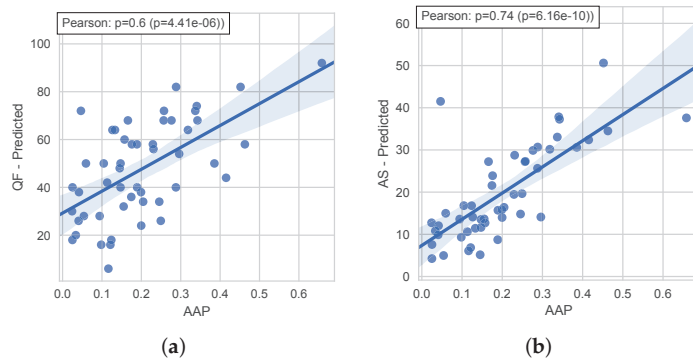 Pearson: p=0.6 (p=4.41e-06))
100
80
60
40
20
QF - Predicted
0.0 0.1 0.2 0.3 0.4 0.5 0.6
AAP
(a)
Pearson: p=0.74 (p=6.16e-10))
60
50
40
30
20
10
0
AS - Predicted
0.0 0.1 0.2 0.3 0.4 0.5 0.6
AAP
(b)